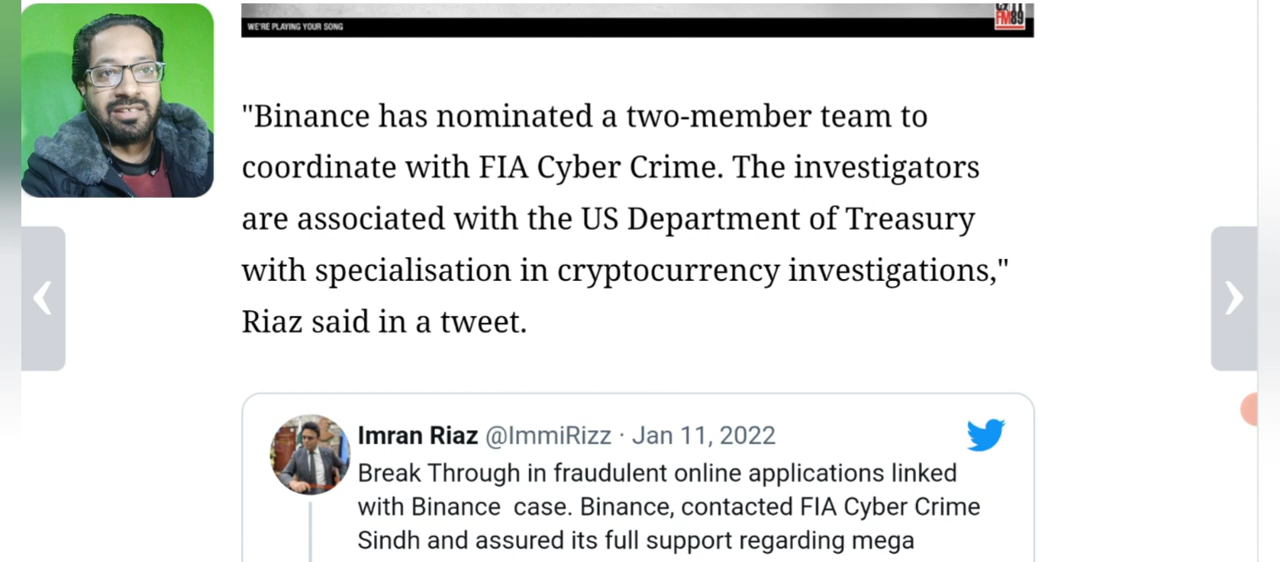 WE'RE PLAYING YOUR SONG
FM89
"Binance has nominated a two-member team to
coordinate with FIA Cyber Crime. The investigators
are associated with the US Department of Treasury
with specialisation in cryptocurrency investigations,"
Riaz said in a tweet.
Imran Riaz @ImmiRizz · Jan 11, 2022
Break Through in fraudulent online applications linked
with Binance case. Binance, contacted FIA Cyber Crime
Sindh and assured its full support regarding mega